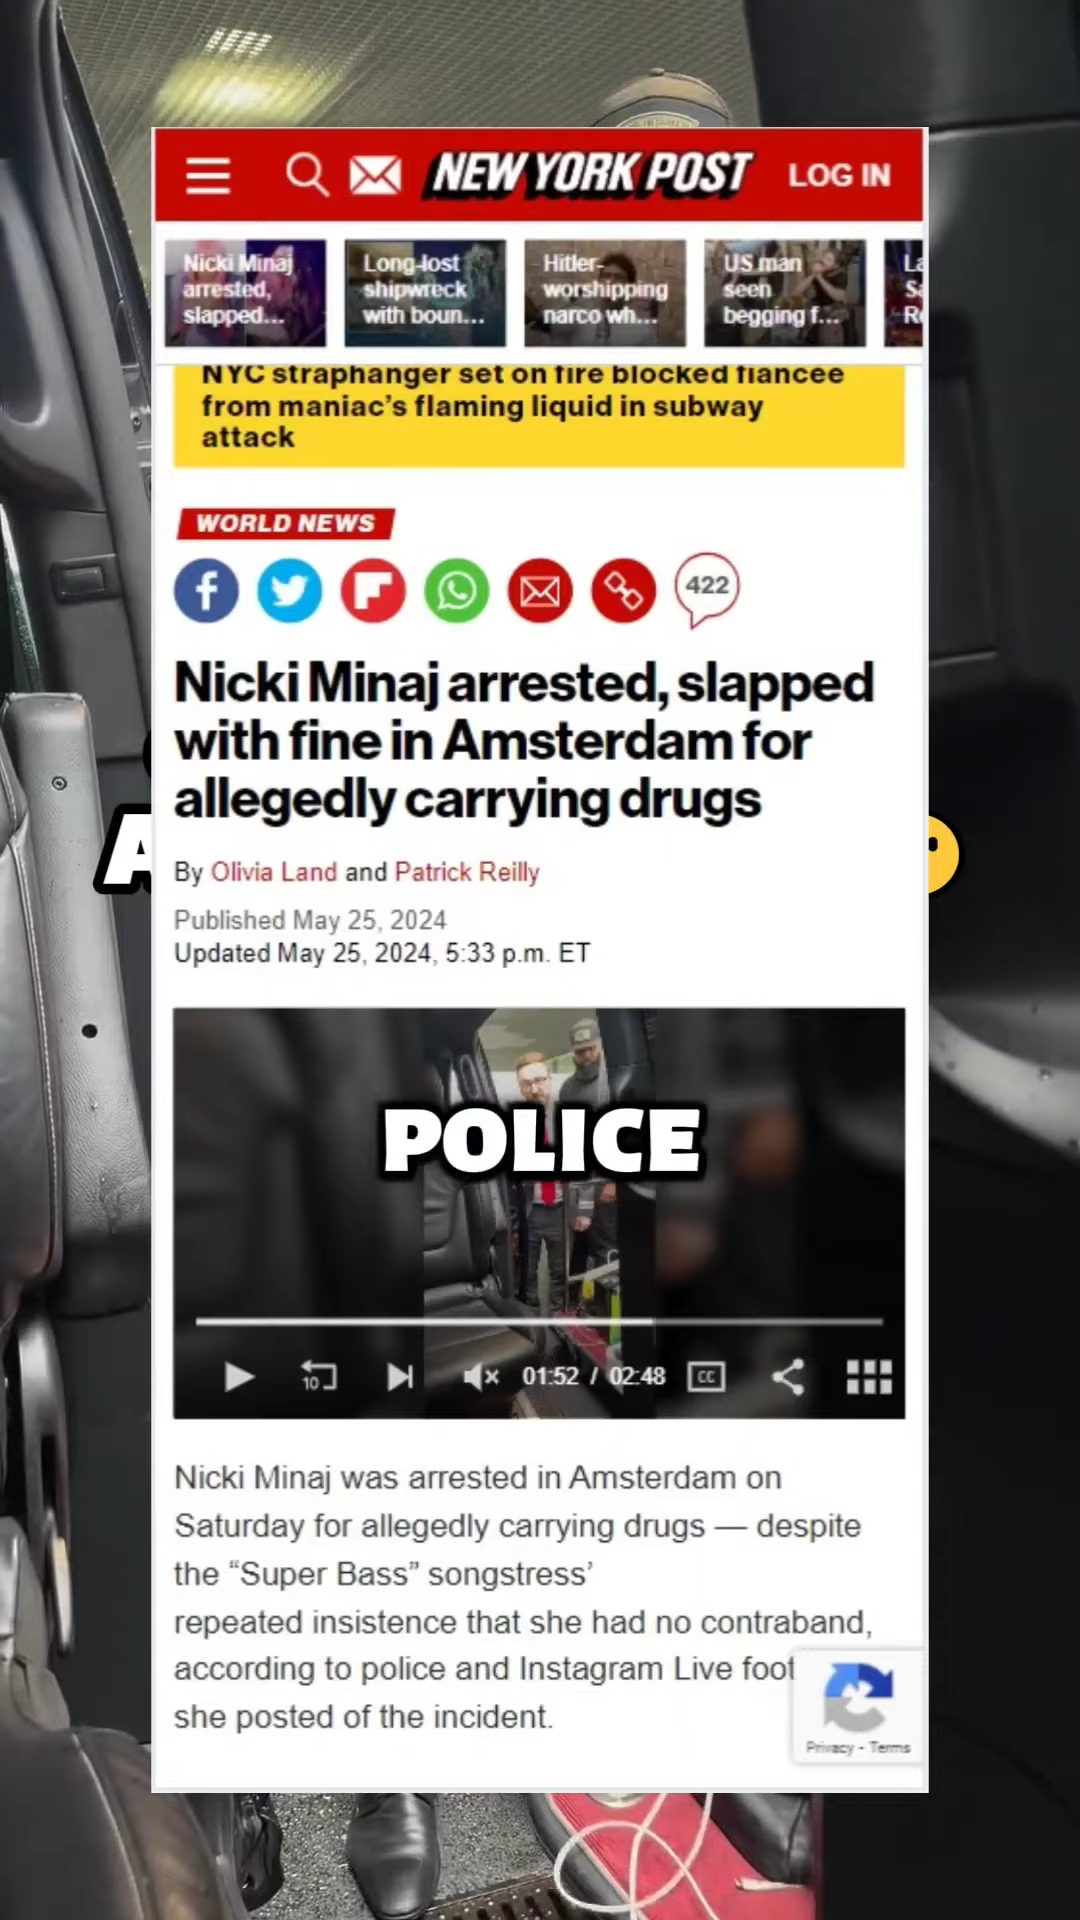 NEW YORK POST
LOG IN
Nicki Minaj
arrested,
slapped...
Long-lost
shipwreck
with boun...
Hitler-
worshipping
narco wh...
US man
seen
begging f...
NYC straphanger set on fire blocked fiancée
from maniac's flaming liquid in subway
attack
WORLD NEWS
422
Nicki Minaj arrested, slapped
with fine in Amsterdam for
allegedly carrying drugs
By Olivia Land and Patrick Reilly
Published May 25, 2024
Updated May 25, 2024, 5:33 p.m. ET
A
POLICE
10
01:52 / 02:48
CC
Nicki Minaj was arrested in Amsterdam on
Saturday for allegedly carrying drugs — despite
the “Super Bass” songstress’
repeated insistence that she had no contraband,
according to police and Instagram Live foot
she posted of the incident.
Privacy - Terms